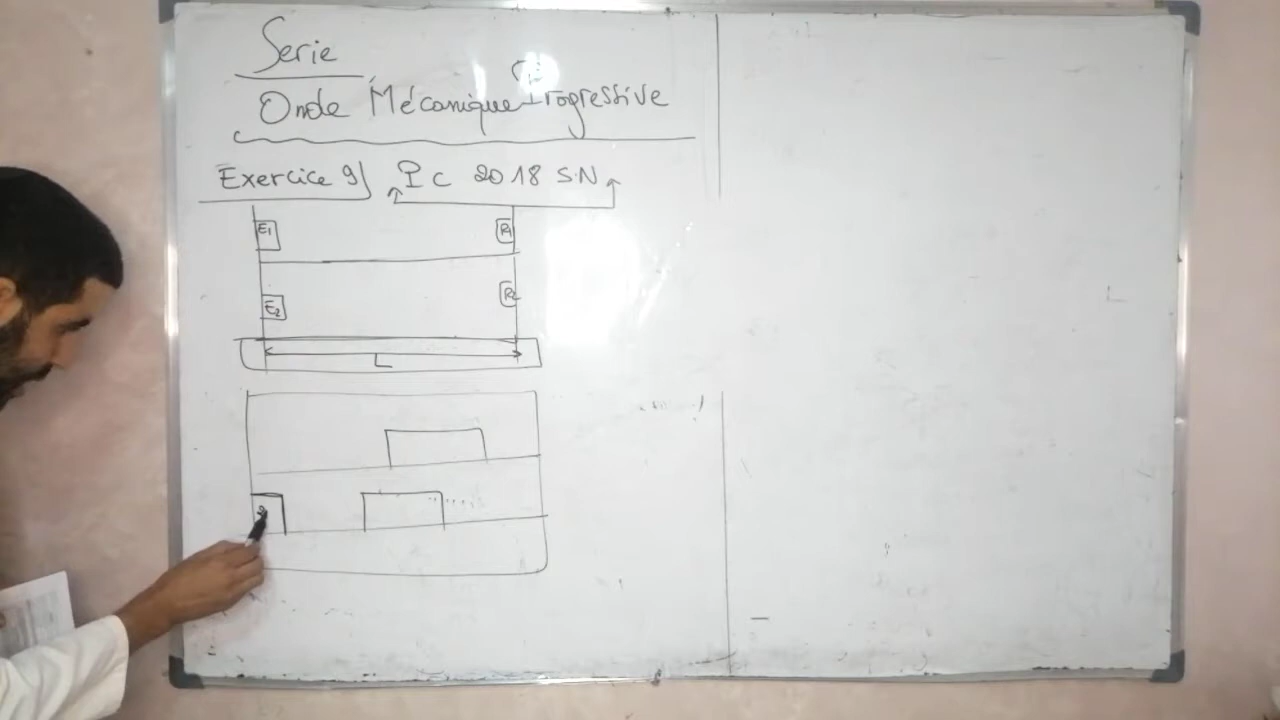 Serie
Onde Mécanique Progressive
Exercice 9) Pc 2018 S.N
E1 R1
E2 R2
L